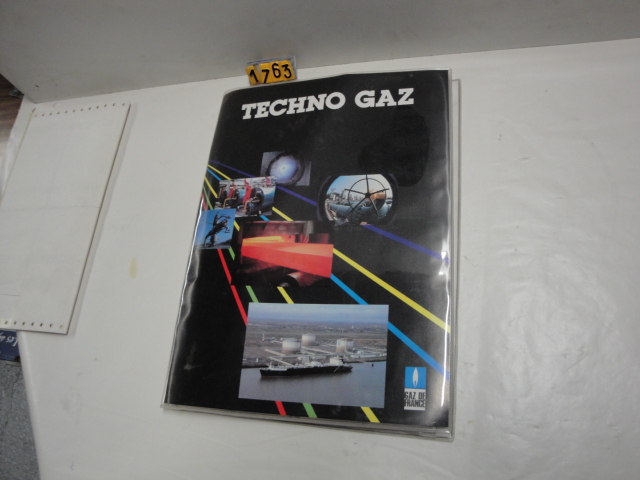 1763
TECHNO GAZ
GAZ DE
FRANCE